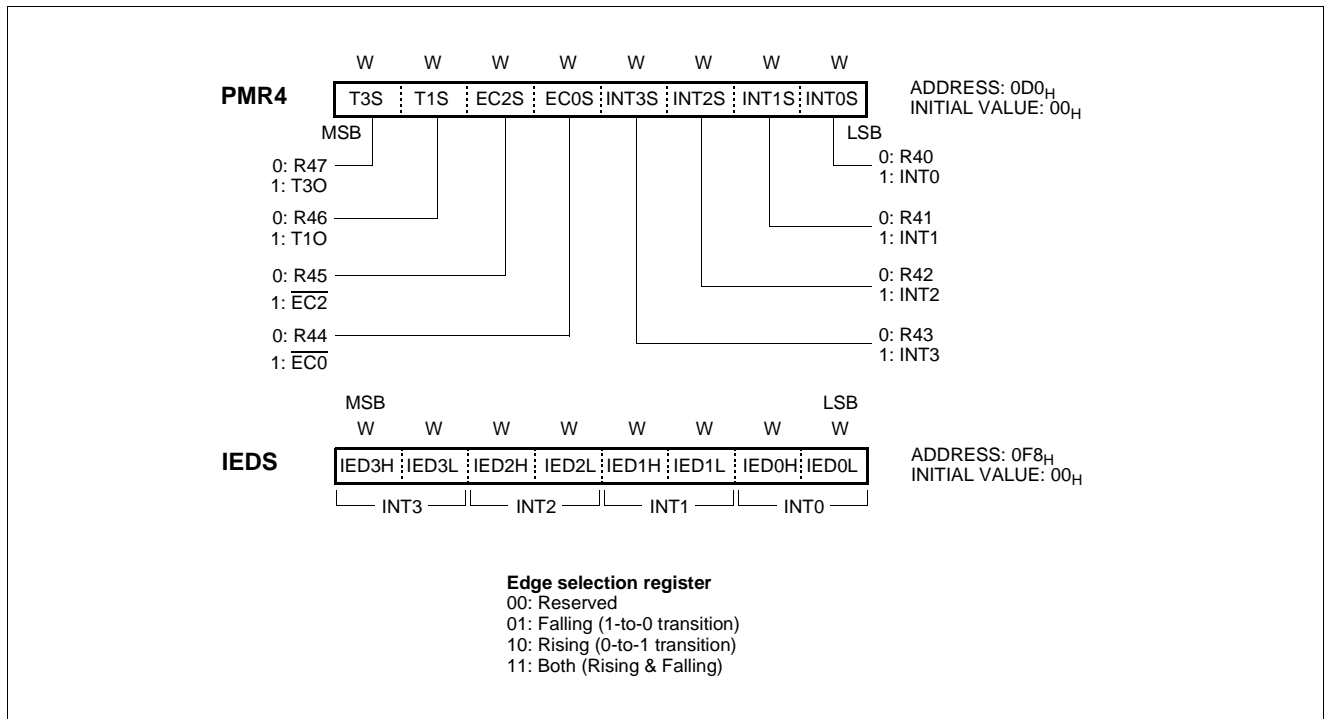 W W W W W W W W
PMR4 T3S T1S EC2S EC0S INT3S INT2S INT1S INT0S ADDRESS: 0D0H
INITIAL VALUE: 00H
MSB LSB
0: R47
1: T3O
0: R46
1: T1O
0: R45
1: EC2
0: R44
1: EC0
0: R40
1: INT0
0: R41
1: INT1
0: R42
1: INT2
0: R43
1: INT3
MSB LSB
W W W W W W W W
IEDS IED3H IED3L IED2H IED2L IED1H IED1L IED0H IED0L ADDRESS: 0F8H
INITIAL VALUE: 00H
INT3 INT2 INT1 INT0
Edge selection register
00: Reserved
01: Falling (1-to-0 transition)
10: Rising (0-to-1 transition)
11: Both (Rising & Falling)